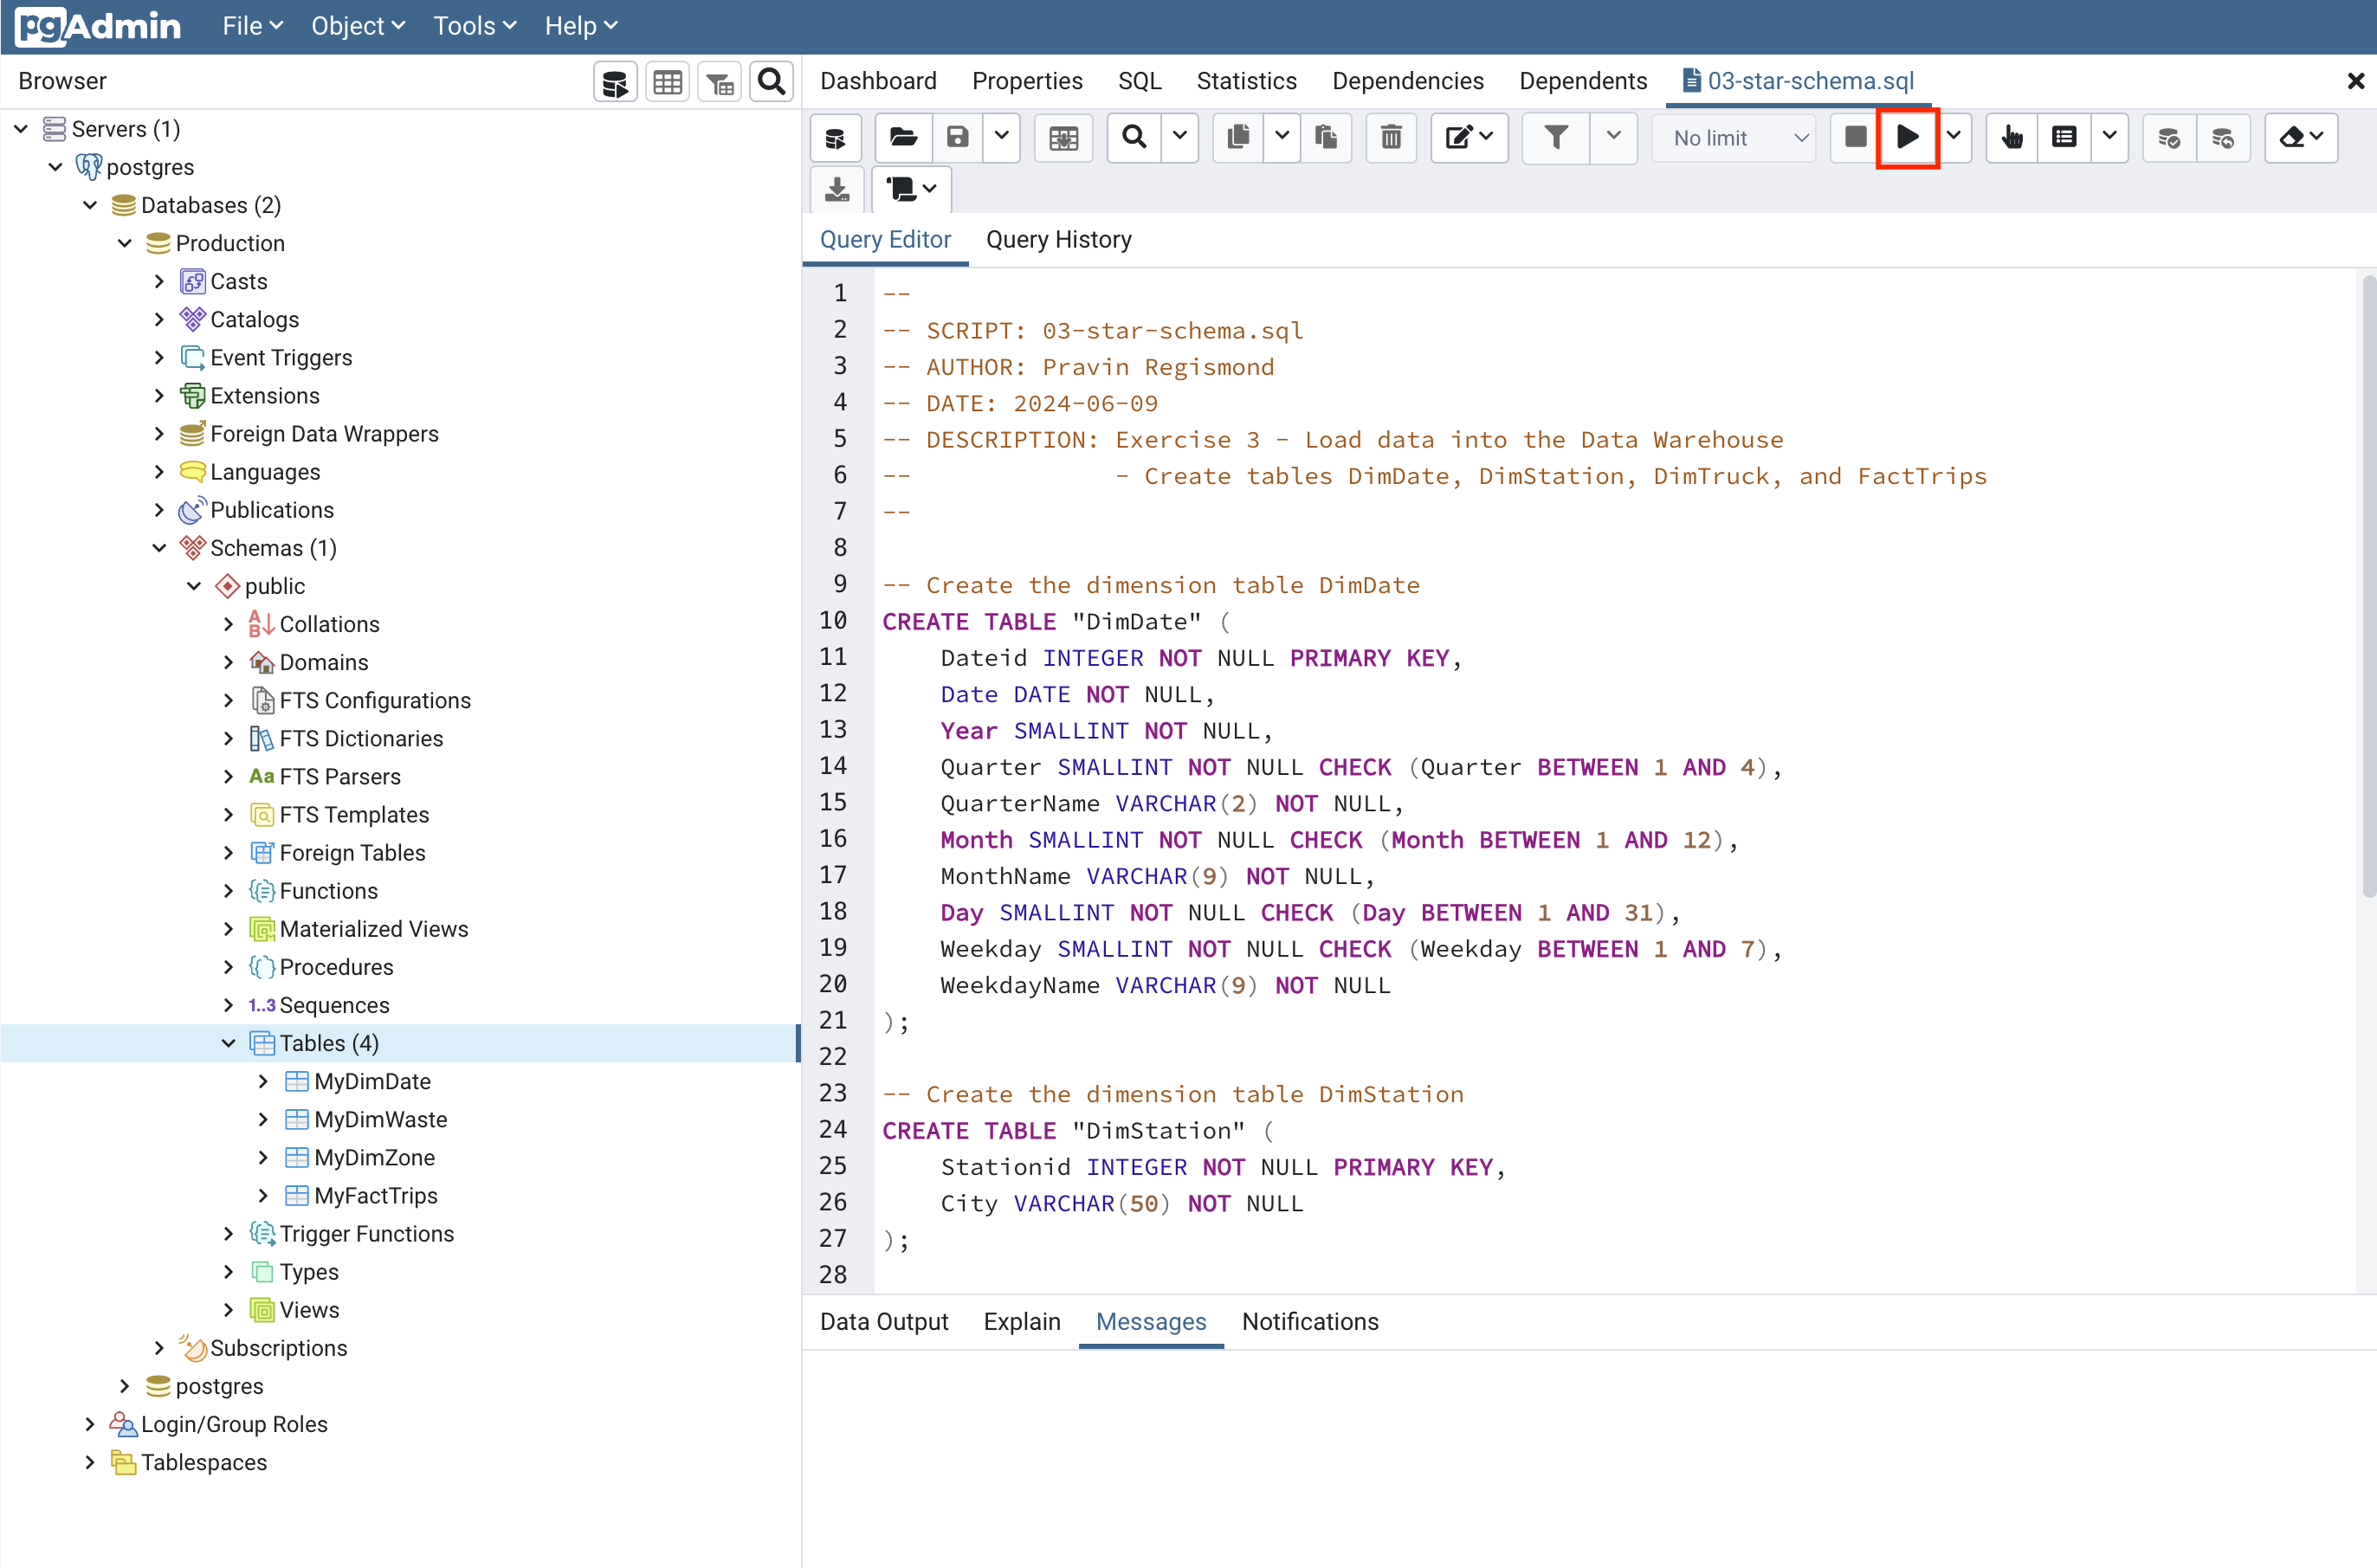 pgAdmin File Object Tools Help
Browser
Dashboard Properties SQL Statistics Dependencies Dependents 03-star-schema.sql
No limit
Servers (1)
postgres
Databases (2)
Production
Casts
Catalogs
Event Triggers
Extensions
Foreign Data Wrappers
Languages
Publications
Schemas (1)
public
Collations
Domains
FTS Configurations
FTS Dictionaries
Aa FTS Parsers
FTS Templates
Foreign Tables
Functions
Materialized Views
Procedures
1..3 Sequences
Tables (4)
MyDimDate
MyDimWaste
MyDimZone
MyFactTrips
Trigger Functions
Types
Views
Subscriptions
postgres
Login/Group Roles
Tablespaces
Query Editor Query History
1 --
2 -- SCRIPT: 03-star-schema.sql
3 -- AUTHOR: Pravin Regismond
4 -- DATE: 2024-06-09
5 -- DESCRIPTION: Exercise 3 - Load data into the Data Warehouse
6 --              - Create tables DimDate, DimStation, DimTruck, and FactTrips
7 --
8
9 -- Create the dimension table DimDate
10 CREATE TABLE "DimDate" (
11     Dateid INTEGER NOT NULL PRIMARY KEY,
12     Date DATE NOT NULL,
13     Year SMALLINT NOT NULL,
14     Quarter SMALLINT NOT NULL CHECK (Quarter BETWEEN 1 AND 4),
15     QuarterName VARCHAR(2) NOT NULL,
16     Month SMALLINT NOT NULL CHECK (Month BETWEEN 1 AND 12),
17     MonthName VARCHAR(9) NOT NULL,
18     Day SMALLINT NOT NULL CHECK (Day BETWEEN 1 AND 31),
19     Weekday SMALLINT NOT NULL CHECK (Weekday BETWEEN 1 AND 7),
20     WeekdayName VARCHAR(9) NOT NULL
21 );
22
23 -- Create the dimension table DimStation
24 CREATE TABLE "DimStation" (
25     Stationid INTEGER NOT NULL PRIMARY KEY,
26     City VARCHAR(50) NOT NULL
27 );
28
Data Output Explain Messages Notifications